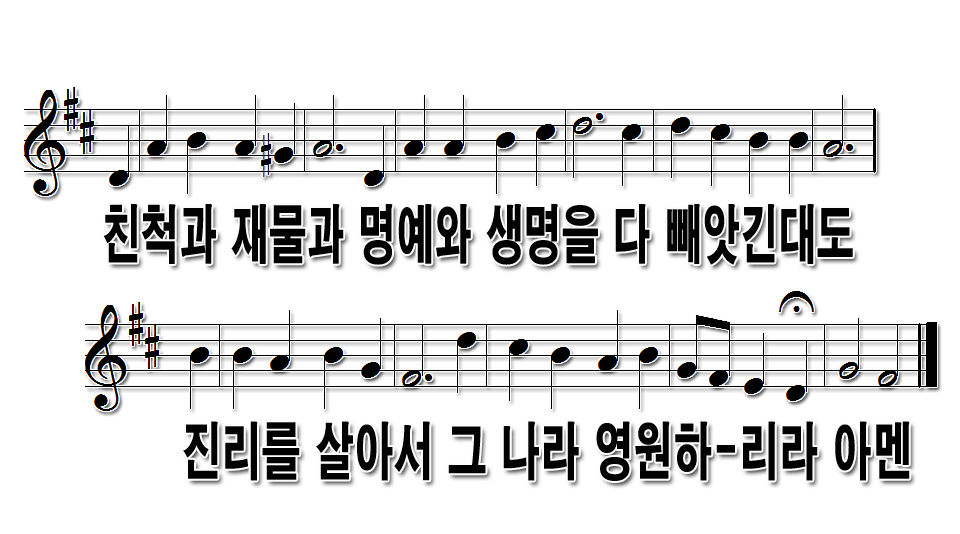 친척과 재물과 명예와 생명을 다 빼앗긴대도
진리를 살아서 그 나라 영원하-리라 아멘